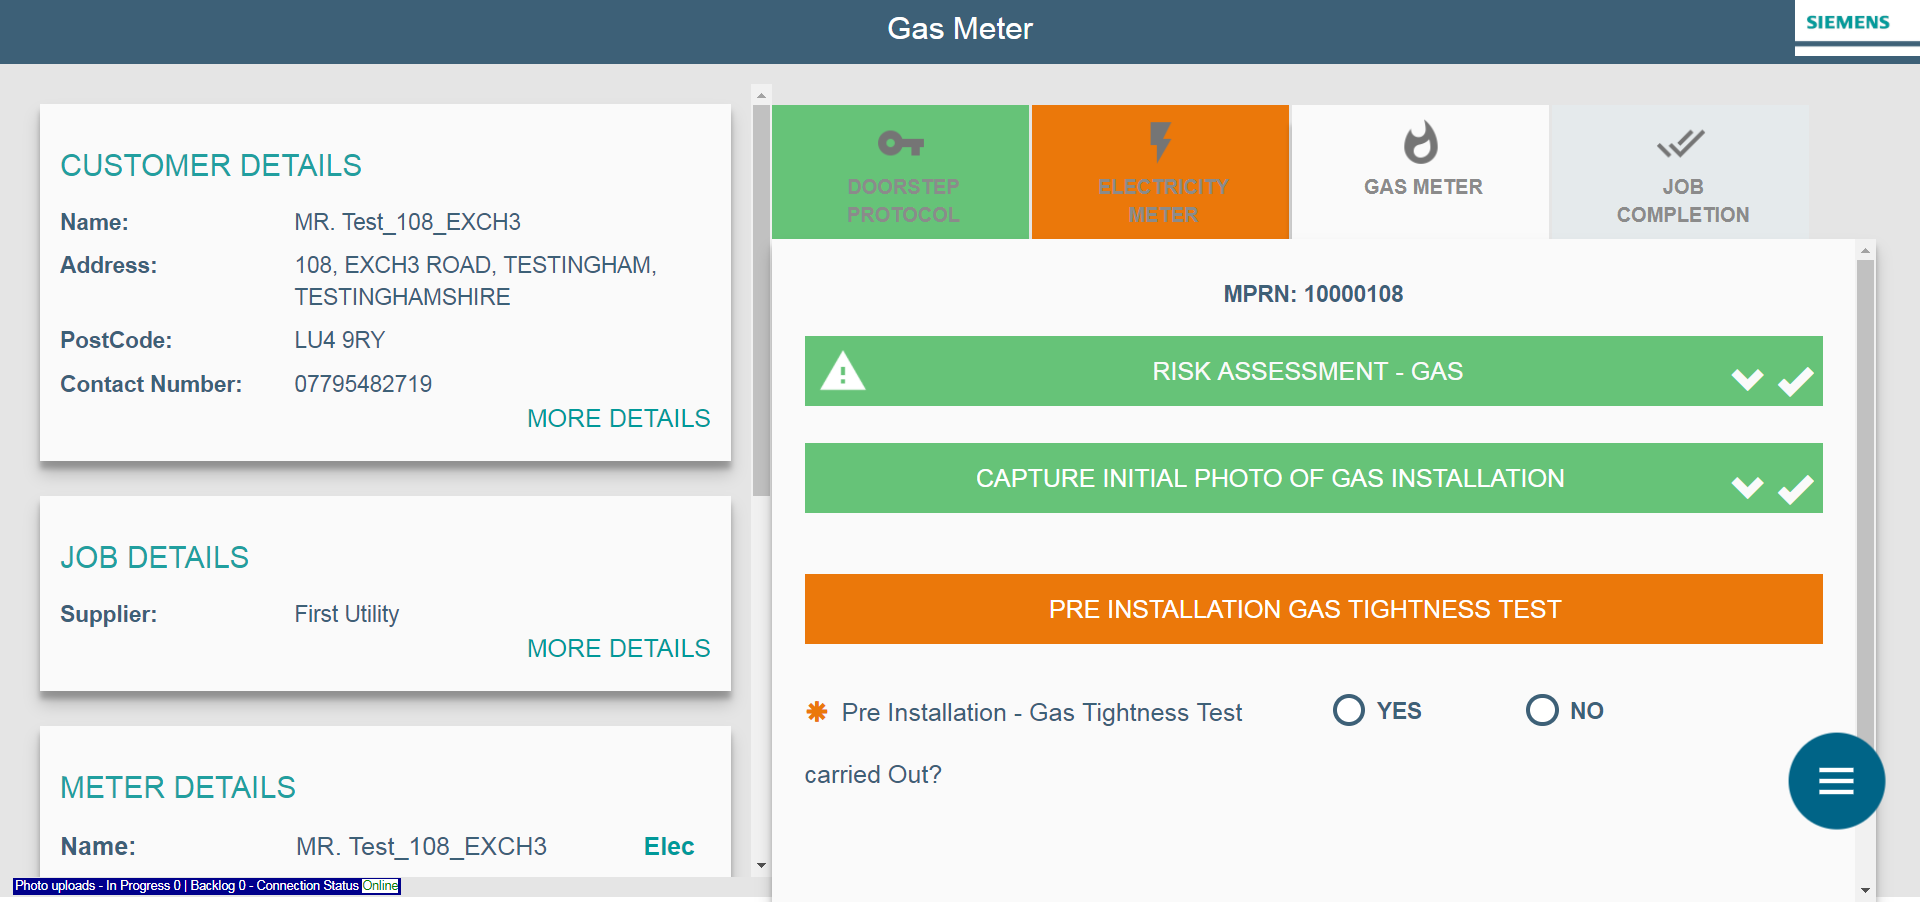 Gas Meter
SIEMENS
CUSTOMER DETAILS
Name: MR. Test_108_EXCH3
Address: 108, EXCH3 ROAD, TESTINGHAM,
TESTINGHAMSHIRE
PostCode: LU4 9RY
Contact Number: 07795482719
MORE DETAILS
JOB DETAILS
Supplier: First Utility
MORE DETAILS
METER DETAILS
Name: MR. Test_108_EXCH3 Elec
Photo uploads - In Progress 0 | Backlog 0 - Connection Status Online
DOORSTEP
PROTOCOL
ELECTRICITY
METER
GAS METER
JOB
COMPLETION
MPRN: 10000108
RISK ASSESSMENT - GAS
CAPTURE INITIAL PHOTO OF GAS INSTALLATION
PRE INSTALLATION GAS TIGHTNESS TEST
Pre Installation - Gas Tightness Test YES NO
carried Out?